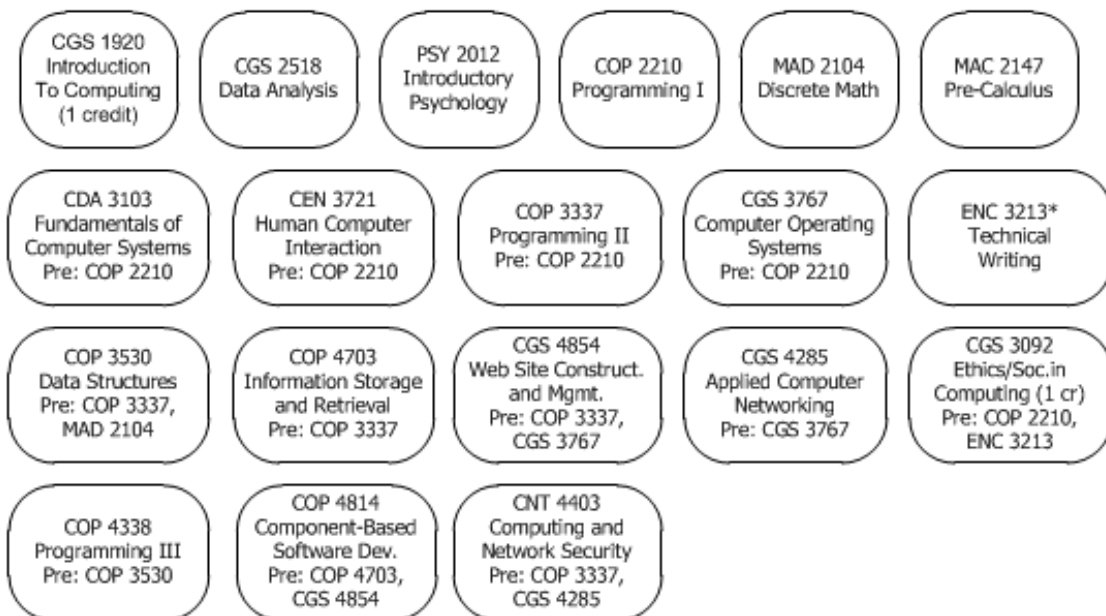 CGS 1920
Introduction
To Computing
(1 credit)
CGS 2518
Data Analysis
PSY 2012
Introductory
Psychology
COP 2210
Programming I
MAD 2104
Discrete Math
MAC 2147
Pre-Calculus
CDA 3103
Fundamentals of
Computer Systems
Pre: COP 2210
CEN 3721
Human Computer
Interaction
Pre: COP 2210
COP 3337
Programming II
Pre: COP 2210
CGS 3767
Computer Operating
Systems
Pre: COP 2210
ENC 3213*
Technical
Writing
COP 3530
Data Structures
Pre: COP 3337,
MAD 2104
COP 4703
Information Storage
and Retrieval
Pre: COP 3337
CGS 4854
Web Site Construct.
and Mgmt.
Pre: COP 3337,
CGS 3767
CGS 4285
Applied Computer
Networking
Pre: CGS 3767
CGS 3092
Ethics/Soc.in
Computing (1 cr)
Pre: COP 2210,
ENC 3213
COP 4338
Programming III
Pre: COP 3530
COP 4814
Component-Based
Software Dev.
Pre: COP 4703,
CGS 4854
CNT 4403
Computing and
Network Security
Pre: COP 3337,
CGS 4285